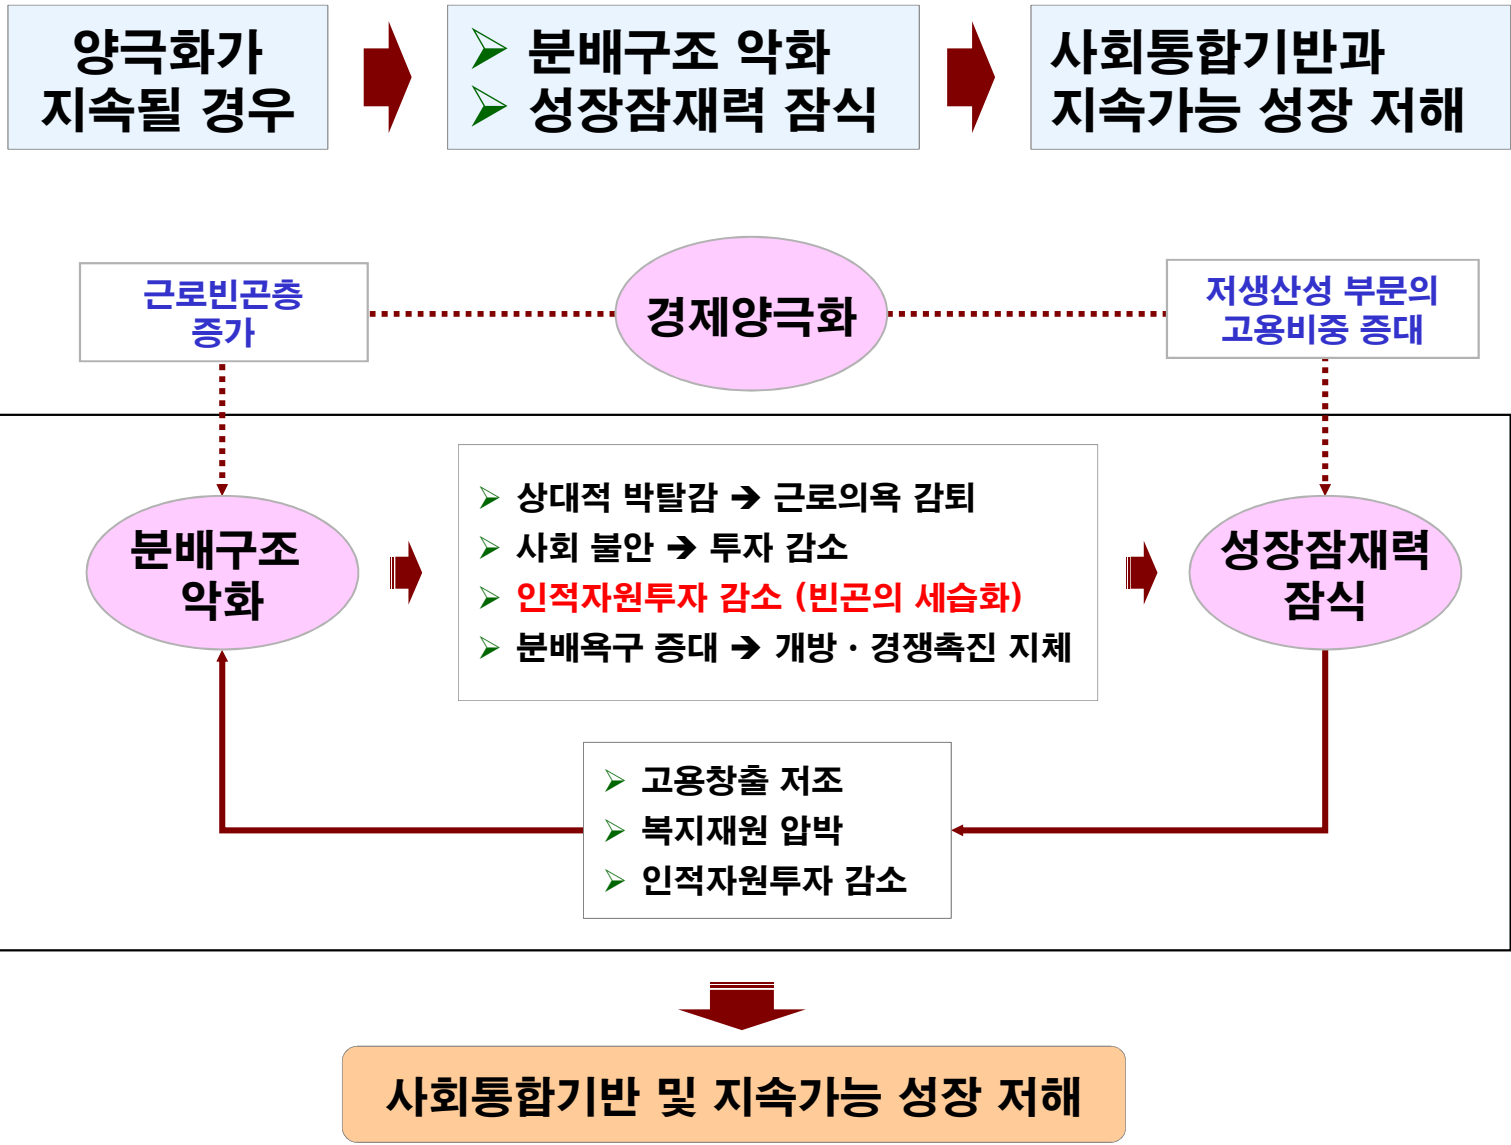 양극화가
지속될 경우
➢ 분배구조 악화
➢ 성장잠재력 잠식
사회통합기반과
지속가능 성장 저해
근로빈곤층
증가
경제양극화
저생산성 부문의
고용비중 증대
분배구조
악화
➢ 상대적 박탈감 ➔ 근로의욕 감퇴
➢ 사회 불안 ➔ 투자 감소
➢ 인적자원투자 감소 (빈곤의 세습화)
➢ 분배욕구 증대 ➔ 개방 · 경쟁촉진 지체
성장잠재력
잠식
➢ 고용창출 저조
➢ 복지재원 압박
➢ 인적자원투자 감소
사회통합기반 및 지속가능 성장 저해